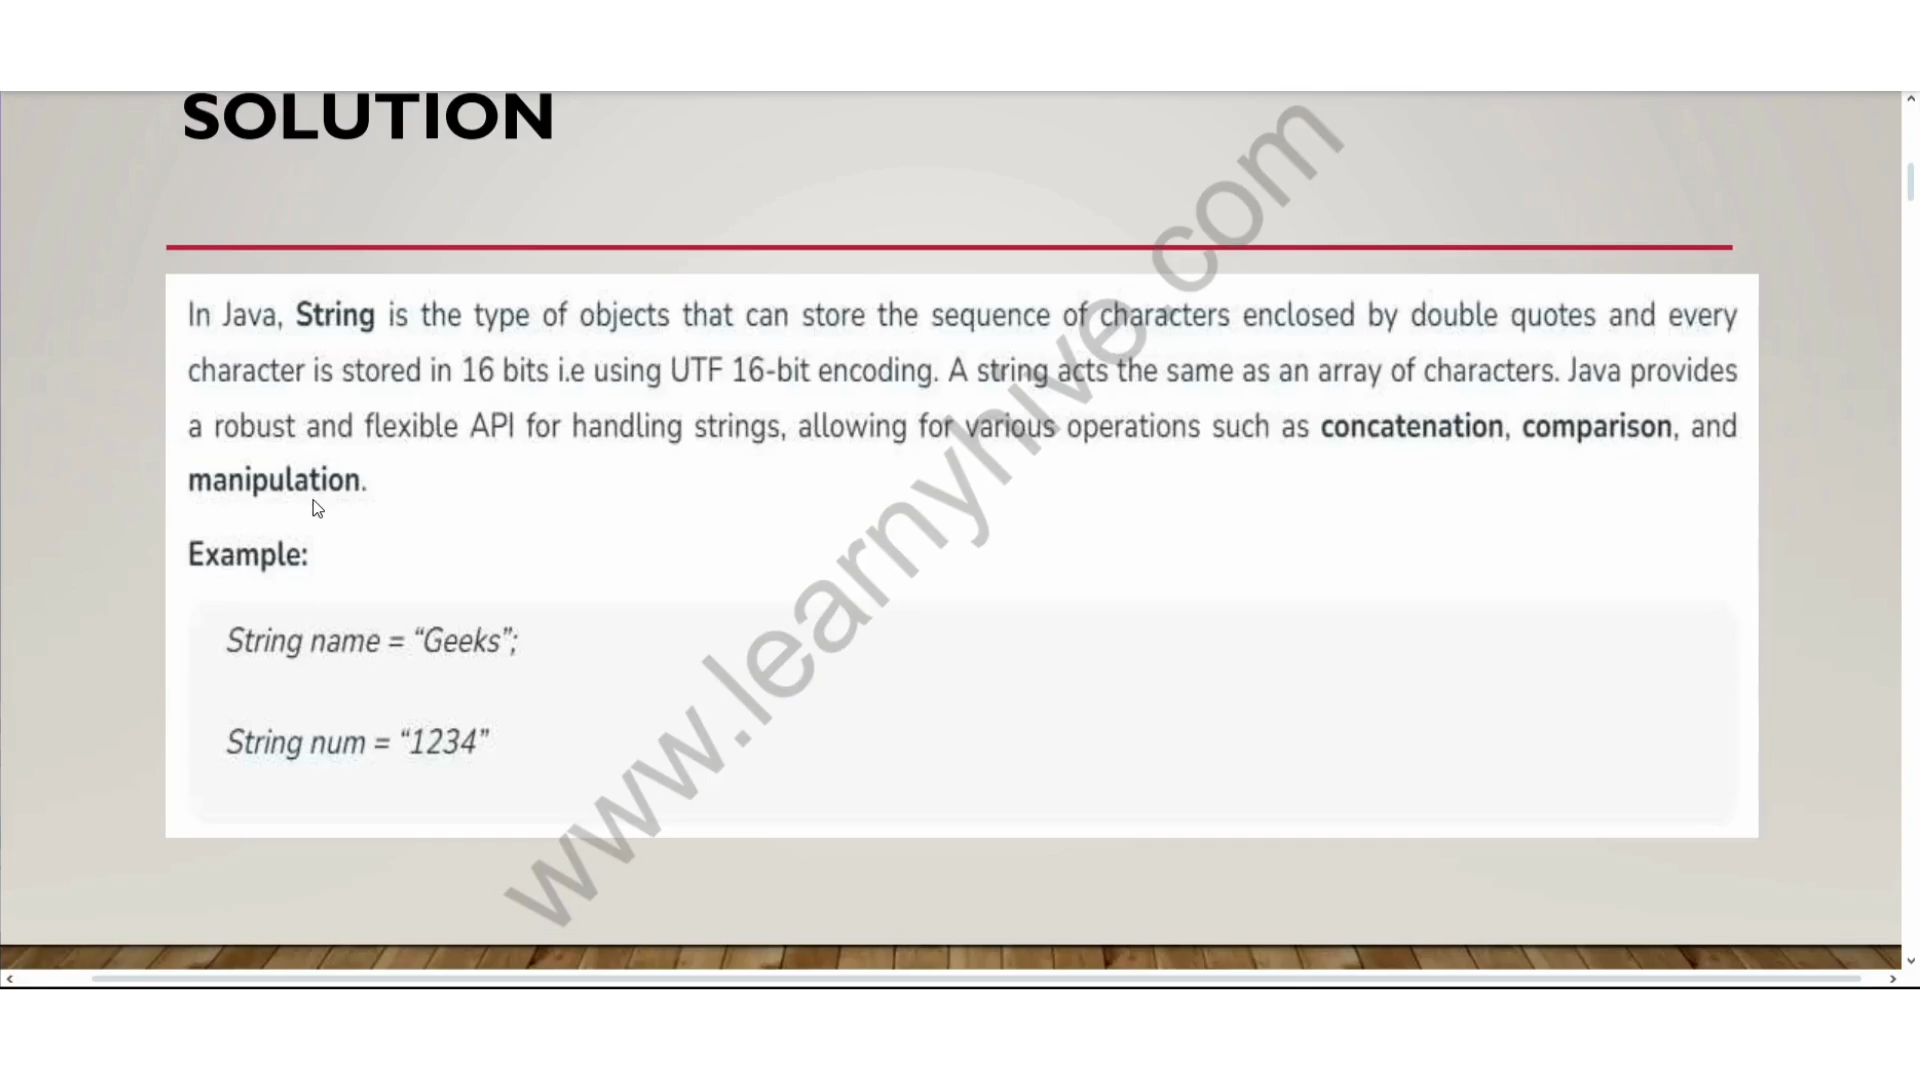 SOLUTION
In Java, String is the type of objects that can store the sequence of characters enclosed by double quotes and every
character is stored in 16 bits i.e using UTF 16-bit encoding. A string acts the same as an array of characters. Java provides
a robust and flexible API for handling strings, allowing for various operations such as concatenation, comparison, and
manipulation.
Example:
String name = “Geeks”;
String num = “1234”
www.learnyhive.com